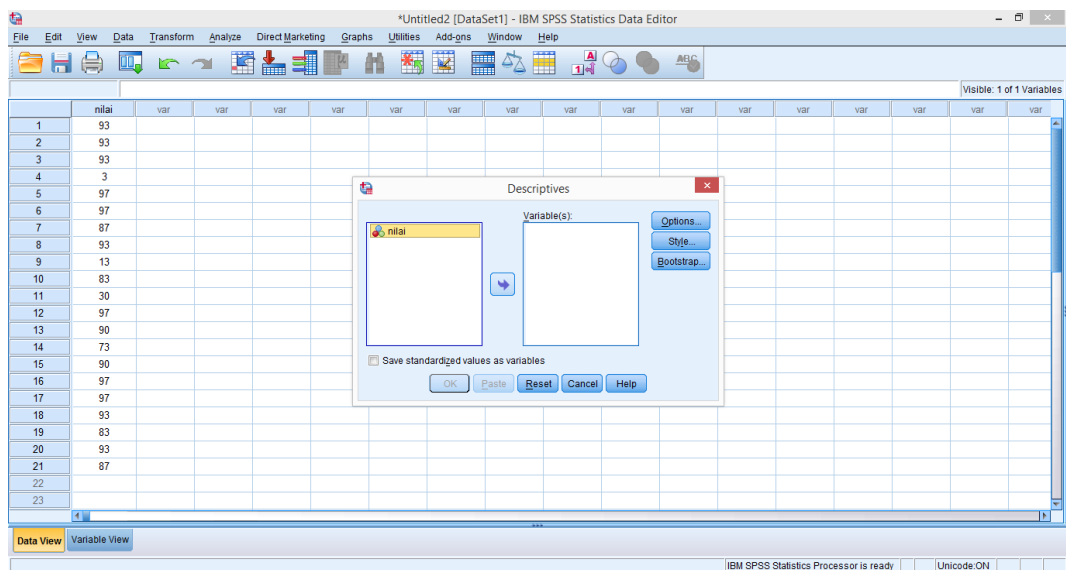 *Untitled2 [DataSet1] - IBM SPSS Statistics Data Editor
File Edit View Data Transform Analyze Direct Marketing Graphs Utilities Add-ons Window Help
Visible: 1 of 1 Variables
nilai var var var var var var var var var var var var var var var
1 93
2 93
3 93
4 3
5 97
6 97
7 87
8 93
9 13
10 83
11 30
12 97
13 90
14 73
15 90
16 97
17 97
18 93
19 83
20 93
21 87
22
23
Descriptives
Variable(s):
nilai
Options...
Style...
Bootstrap...
Save standardized values as variables
OK Paste Reset Cancel Help
Data View Variable View
IBM SPSS Statistics Processor is ready Unicode:ON